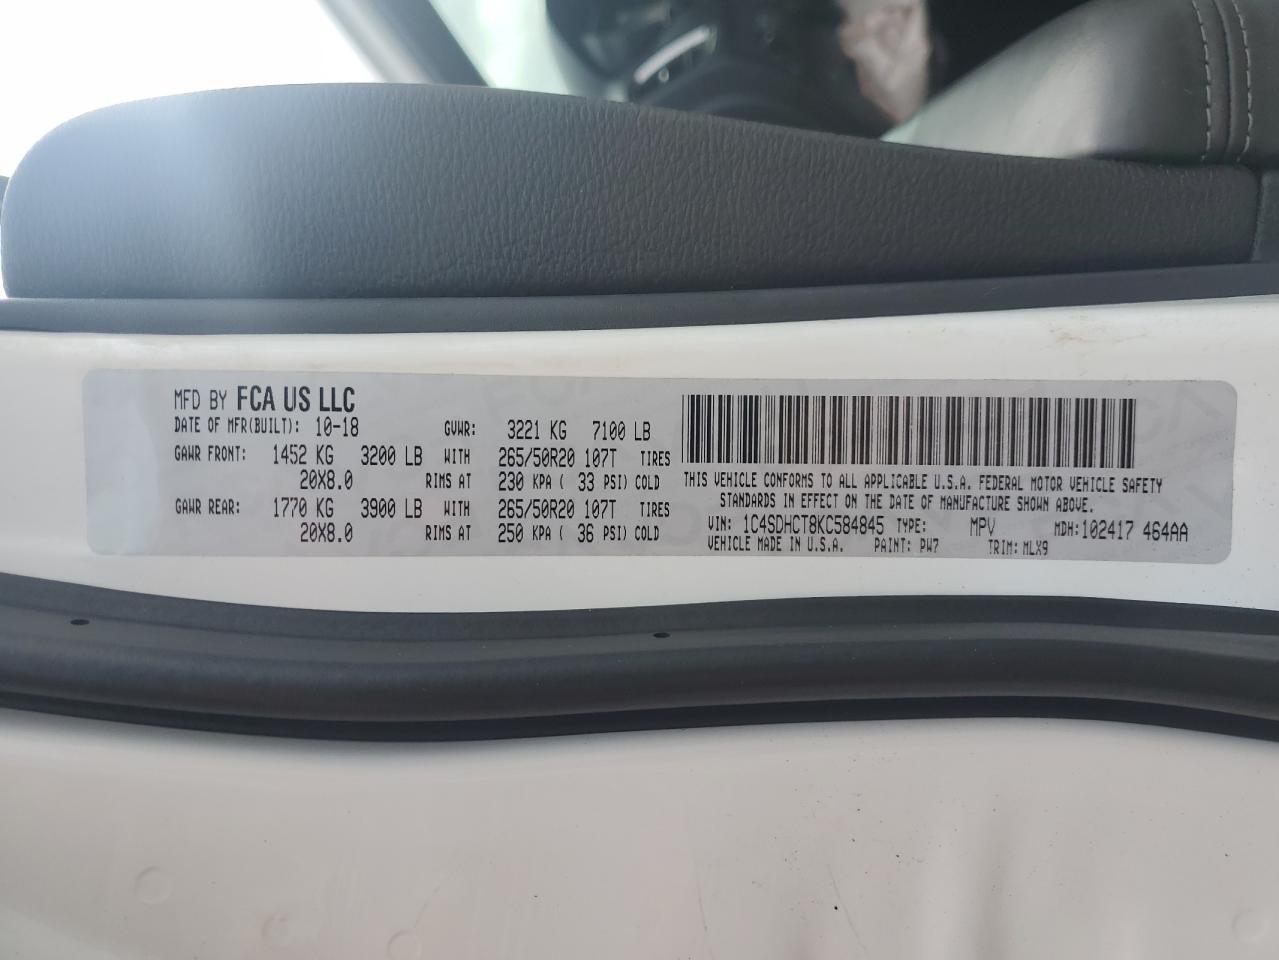 MFD BY FCA US LLC
DATE OF MFR(BUILT): 10-18 GVWR: 3221 KG 7100 LB
GAWR FRONT: 1452 KG 3200 LB WITH 265/50R20 107T TIRES
20X8.0 RIMS AT 230 KPA ( 33 PSI) COLD
GAWR REAR: 1770 KG 3900 LB WITH 265/50R20 107T TIRES
20X8.0 RIMS AT 250 KPA ( 36 PSI) COLD
THIS VEHICLE CONFORMS TO ALL APPLICABLE U.S.A. FEDERAL MOTOR VEHICLE SAFETY
STANDARDS IN EFFECT ON THE DATE OF MANUFACTURE SHOWN ABOVE.
VIN: 1C4SDHCT8KC584845 TYPE: MPV MDH:102417 464AA
VEHICLE MADE IN U.S.A. PAINT: PW7 TRIM: MLX9